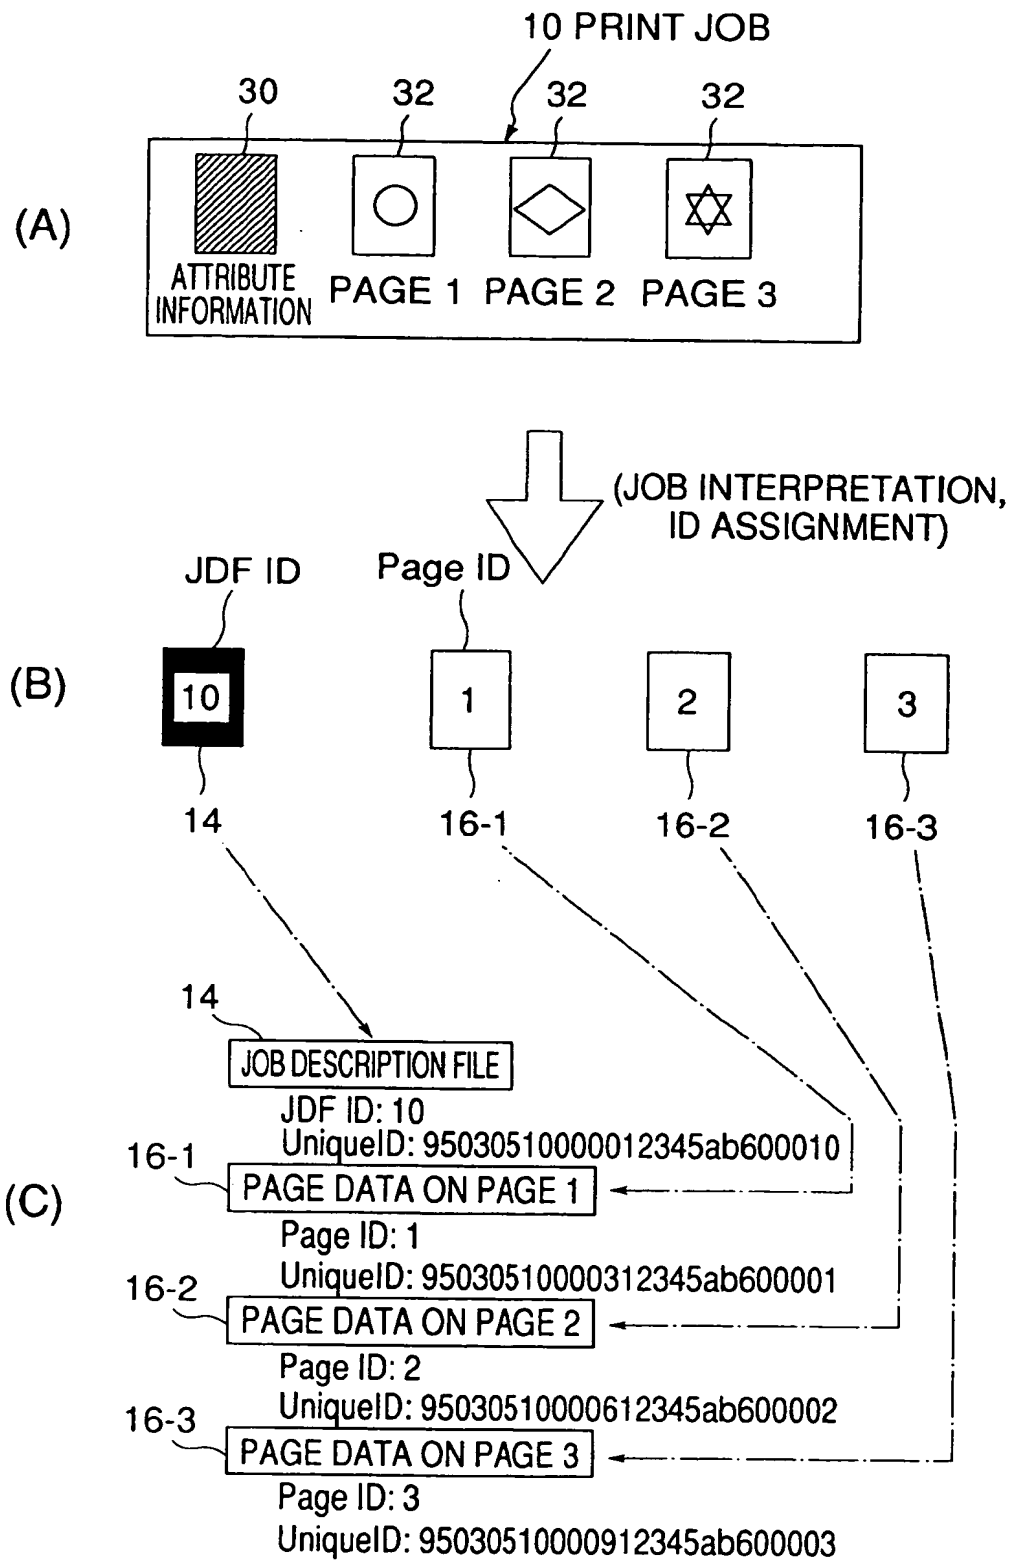 10 PRINT JOB
30 32 32 32
(A)
ATTRIBUTE
INFORMATION
PAGE 1 PAGE 2 PAGE 3
(JOB INTERPRETATION,
ID ASSIGNMENT)
JDF ID Page ID
(B)
10 1 2 3
14 16-1 16-2 16-3
14
JOB DESCRIPTION FILE
JDF ID: 10
UniqueID: 95030510000012345ab600010
16-1
PAGE DATA ON PAGE 1
(C)
Page ID: 1
UniqueID: 95030510000312345ab600001
16-2
PAGE DATA ON PAGE 2
Page ID: 2
UniqueID: 95030510000612345ab600002
16-3
PAGE DATA ON PAGE 3
Page ID: 3
UniqueID: 95030510000912345ab600003